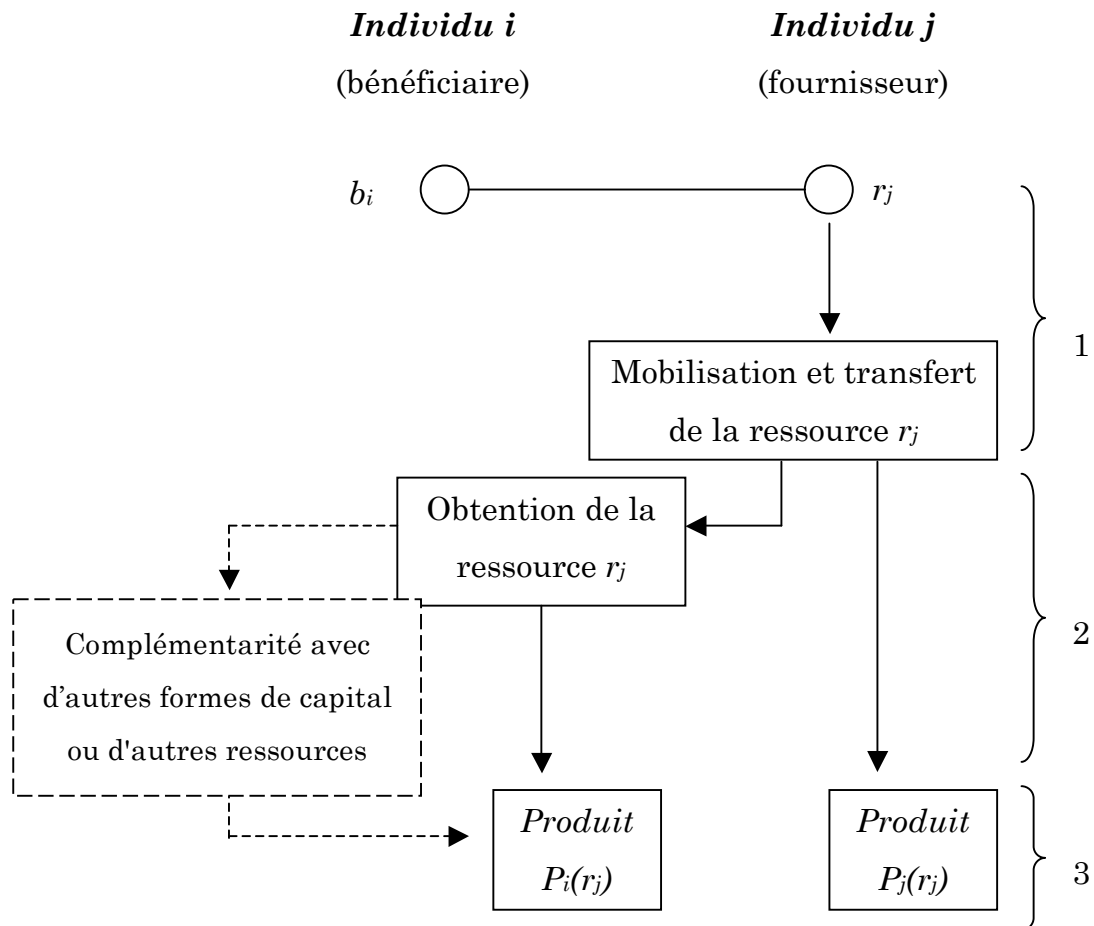 Individu i
Individu j
(bénéficiaire)
(fournisseur)
bi
rj
1
Mobilisation et transfert
de la ressource rj
Obtention de la
ressource rj
2
Complémentarité avec
d’autres formes de capital
ou d'autres ressources
Produit
Pi(rj)
Produit
Pj(rj)
3